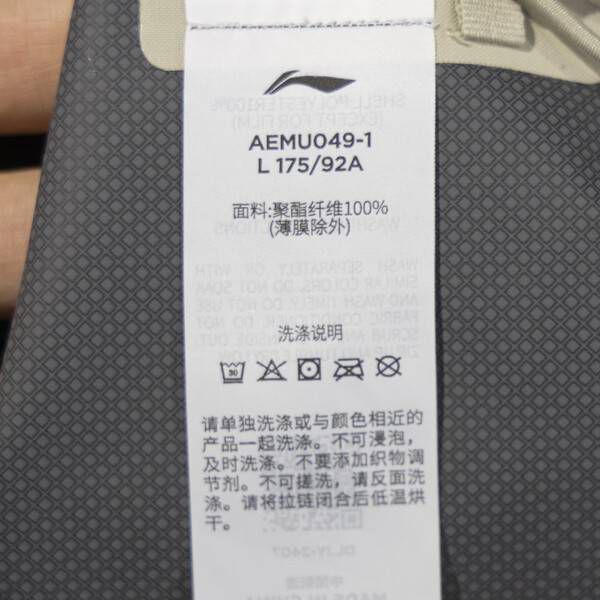 AEMU049-1
L 175/92A
面料:聚酯纤维100%
(薄膜除外)
洗涤说明
30
请单独洗涤或与颜色相近的
产品一起洗涤。不可浸泡，
及时洗涤。不要添加织物调
节剂。不可搓洗，请反面洗
涤。请将拉链闭合后低温烘
干。